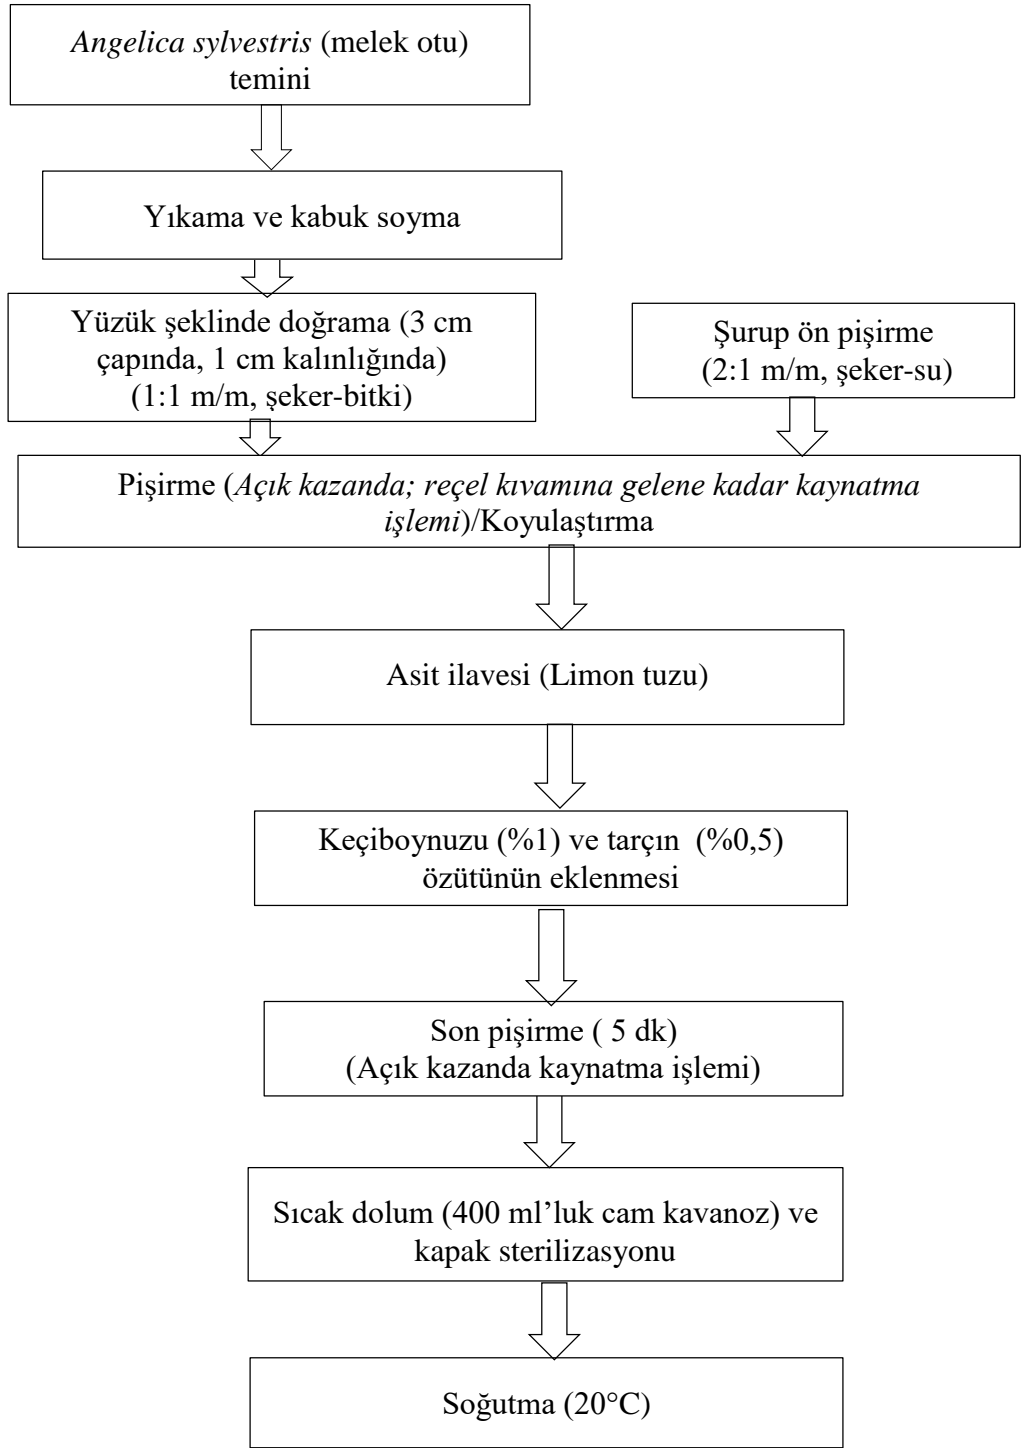 Angelica sylvestris (melek otu)
temini
Yıkama ve kabuk soyma
Yüzük şeklinde doğrama (3 cm
çapında, 1 cm kalınlığında)
(1:1 m/m, şeker-bitki)
Şurup ön pişirme
(2:1 m/m, şeker-su)
Pişirme (Açık kazanda; reçel kıvamına gelene kadar kaynatma
işlemi)/Koyulaştırma
Asit ilavesi (Limon tuzu)
Keçiboynuzu (%1) ve tarçın (%0,5)
özütünün eklenmesi
Son pişirme ( 5 dk)
(Açık kazanda kaynatma işlemi)
Sıcak dolum (400 ml’luk cam kavanoz) ve
kapak sterilizasyonu
Soğutma (20°C)